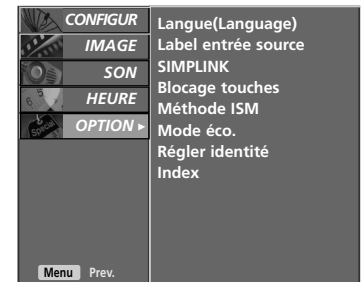 CONFIGUR
IMAGE
SON
HEURE
OPTION ▸
Langue(Language)
Label entrée source
SIMPLINK
Blocage touches
Méthode ISM
Mode éco.
Régler identité
Index
Menu Prev.